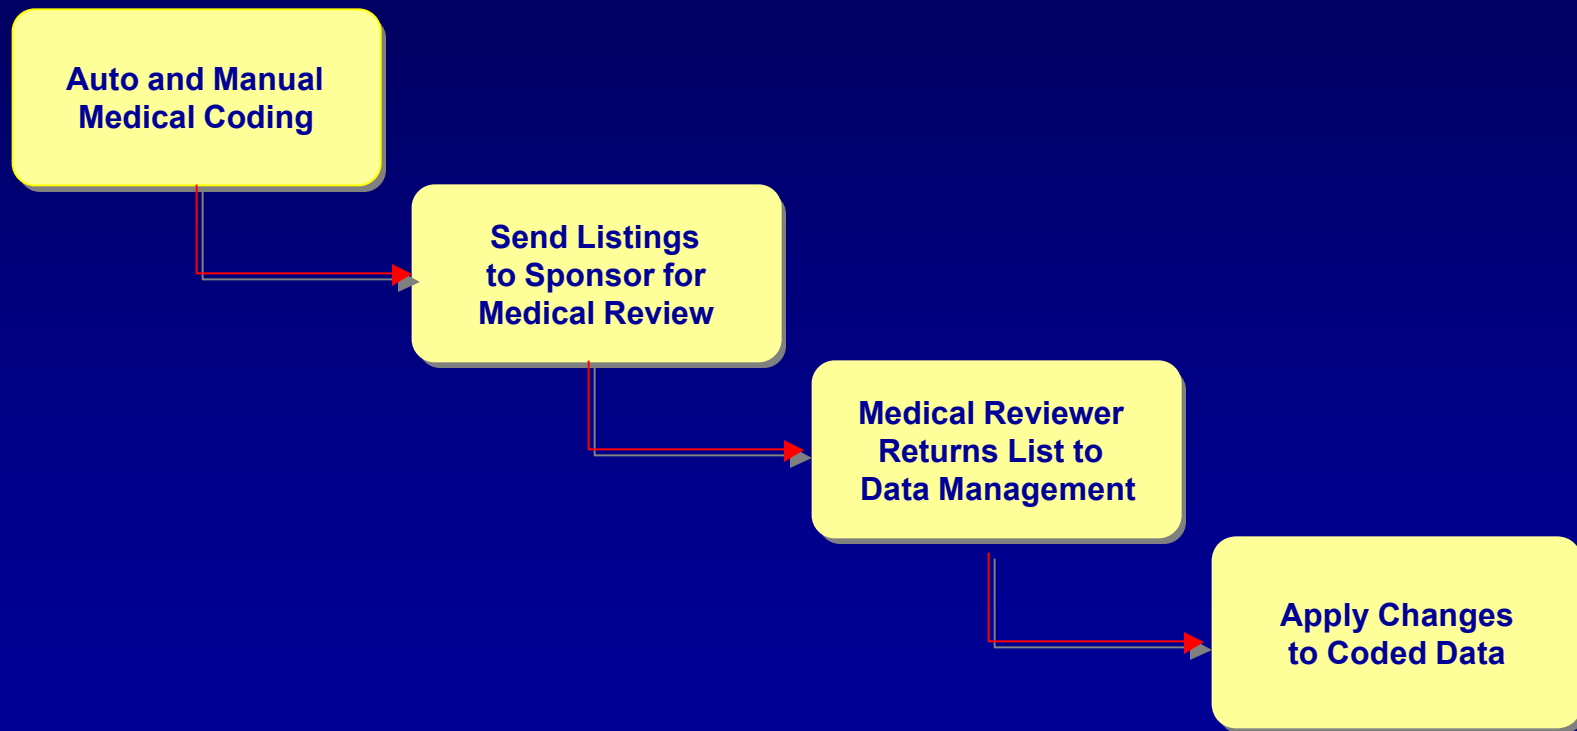 Auto and Manual
Medical Coding
Send Listings
to Sponsor for
Medical Review
Medical Reviewer
Returns List to
Data Management
Apply Changes
to Coded Data